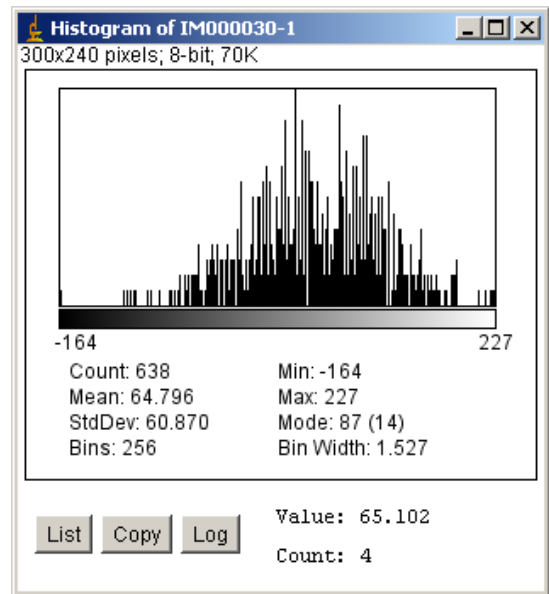 Histogram of IM000030-1
300x240 pixels; 8-bit; 70K
-164 227
Count: 638 Min: -164
Mean: 64.796 Max: 227
StdDev: 60.870 Mode: 87 (14)
Bins: 256 Bin Width: 1.527
List Copy Log Value: 65.102
Count: 4